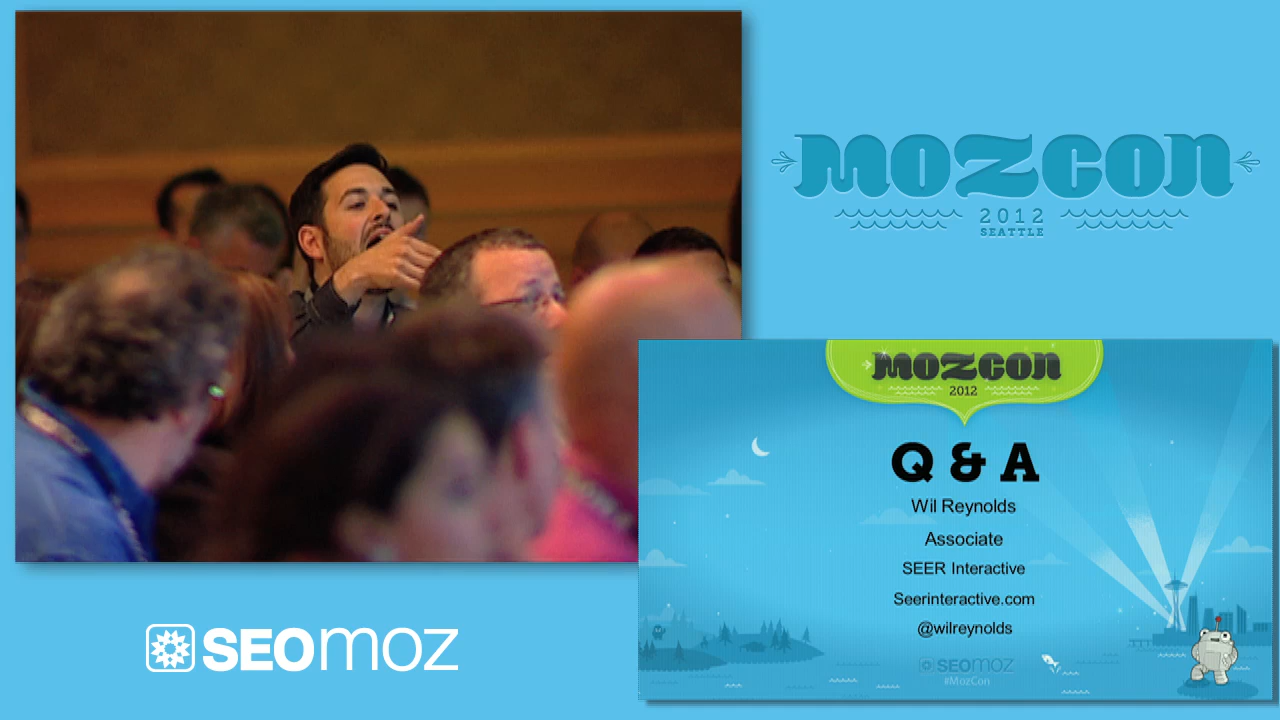 MOZCON
2012
SEATTLE
MOZCON
2012
Q & A
Wil Reynolds
Associate
SEER Interactive
Seerinteractive.com
@wilreynolds
SEOmoz
#MozCon
SEOmoz